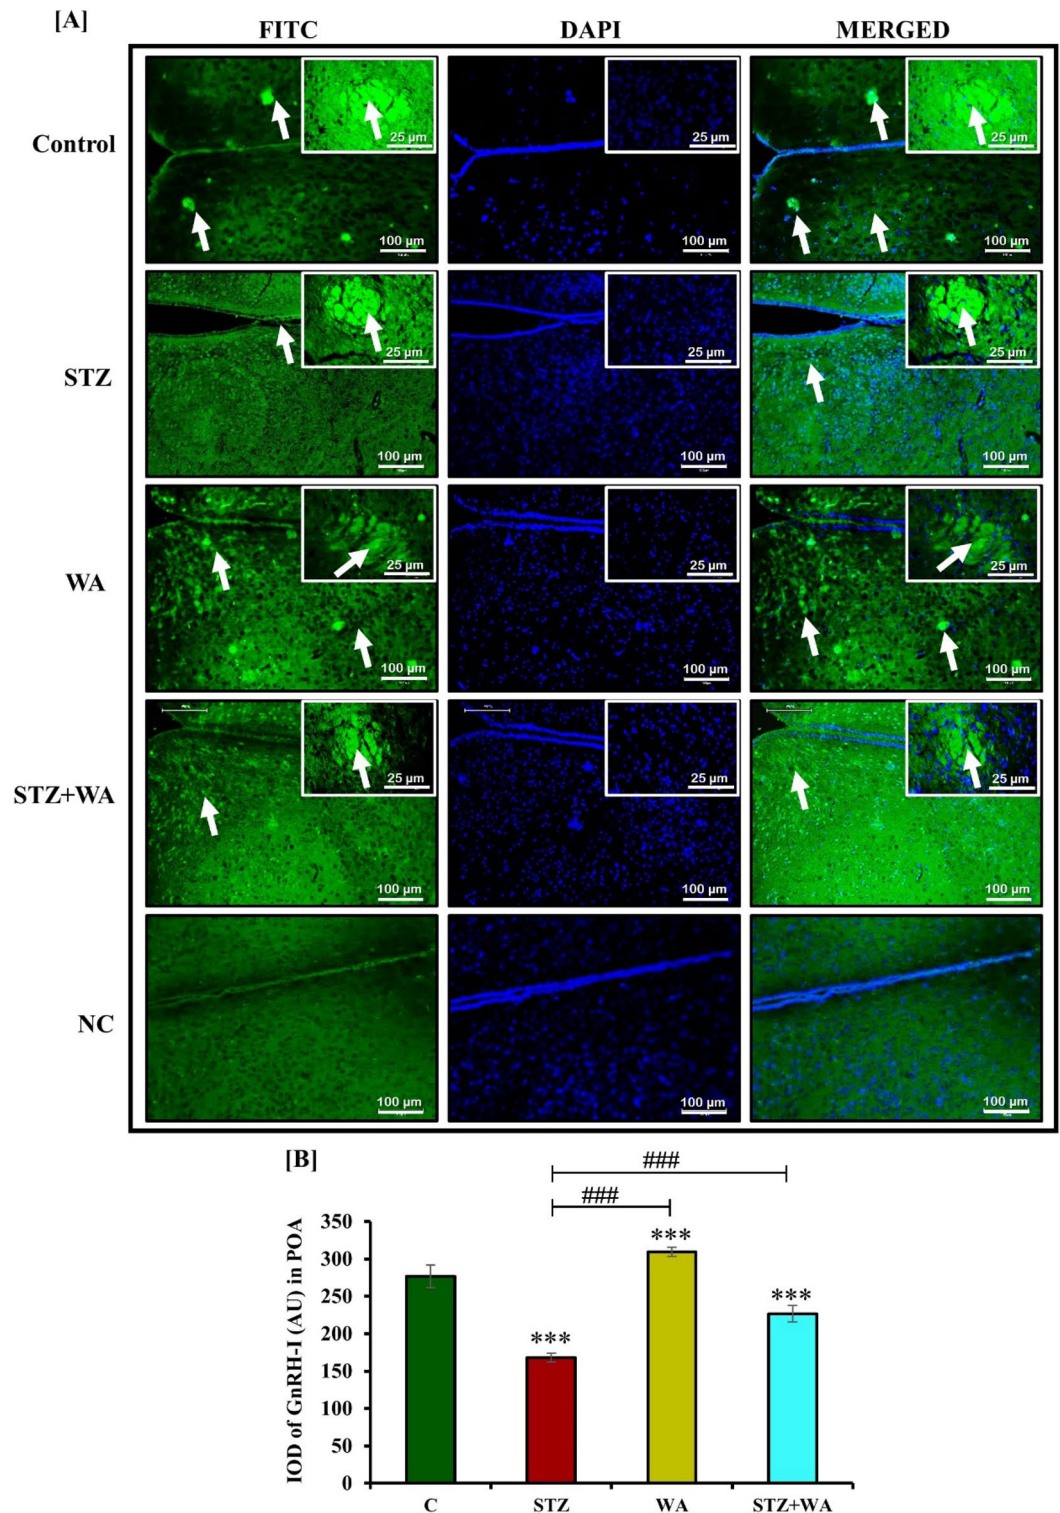 [A]
FITC DAPI MERGED
Control
25 µm 25 µm 25 µm
100 µm 100 µm 100 µm
STZ
25 µm 25 µm 25 µm
100 µm 100 µm 100 µm
WA
25 µm 25 µm 25 µm
100 µm 100 µm 100 µm
STZ+WA
25 µm 25 µm 25 µm
100 µm 100 µm 100 µm
NC
100 µm 100 µm 100 µm
[B]
###
###
IOD of GnRH-I (AU) in POA
350
300
250
200
150
100
50
0
***
***
***
C STZ WA STZ+WA